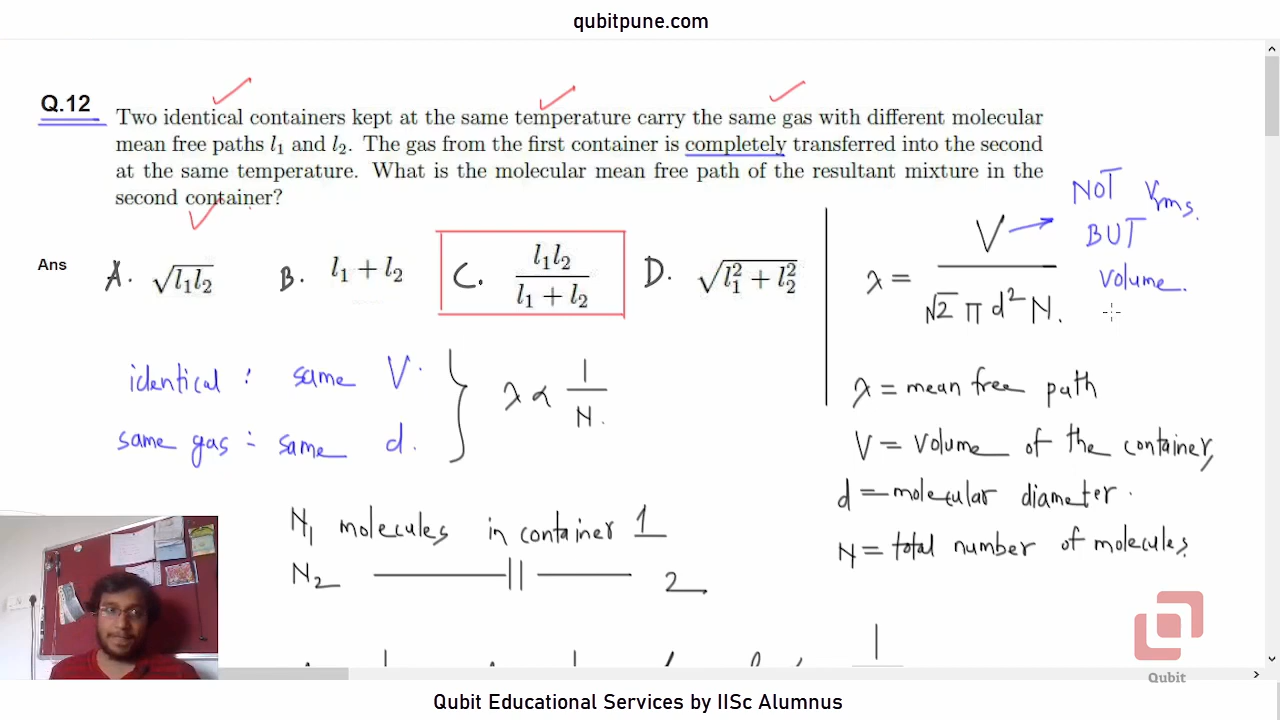 qubitpune.com
Q.12
Two identical containers kept at the same temperature carry the same gas with different molecular
mean free paths l₁ and l₂. The gas from the first container is completely transferred into the second
at the same temperature. What is the molecular mean free path of the resultant mixture in the
second container?
Ans
A. √l₁l₂ B. l₁ + l₂ C. l₁l₂ / (l₁ + l₂) D. √(l₁² + l₂²)
λ = V / (√2 π d² N.
NOT Vrms.
BUT
Volume.
identical : same V.
same gas : same d.
λ ∝ 1/N.
λ = mean free path
V = Volume of the container,
d = molecular diameter.
N = total number of molecules.
N₁ molecules in container 1
N₂ —||— 2
Qubit
Qubit Educational Services by IISc Alumnus